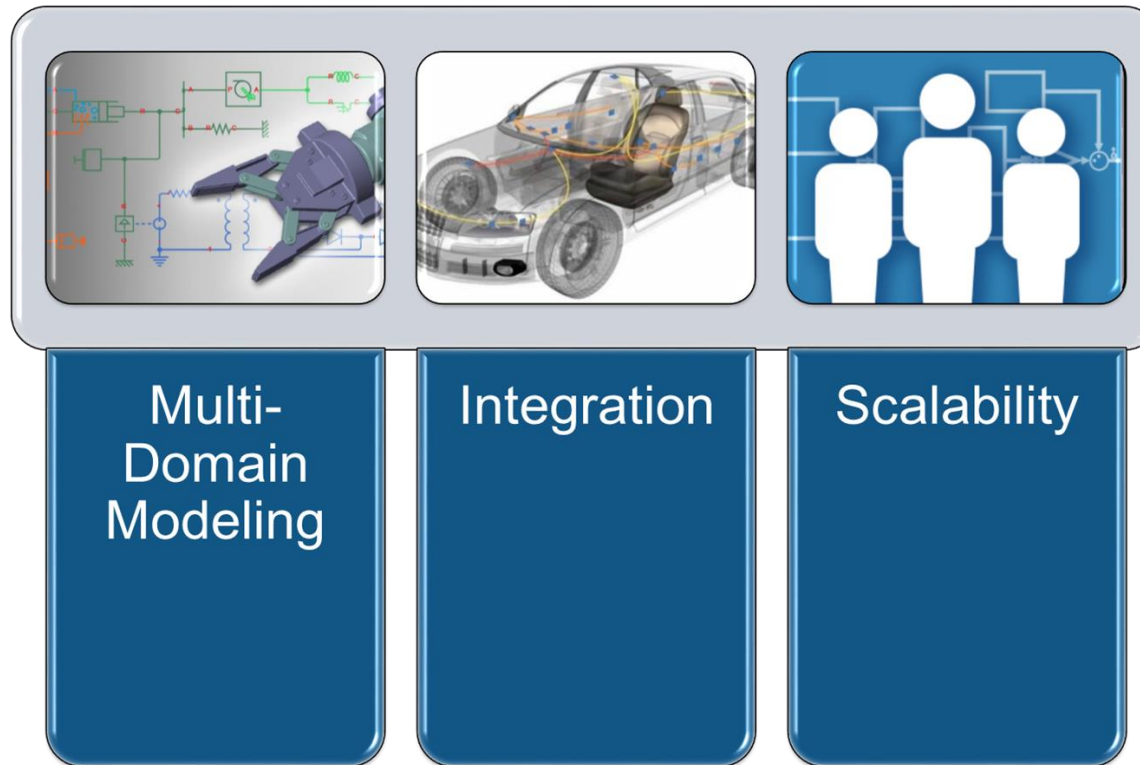 Multi-
Domain
Modeling
Integration
Scalability